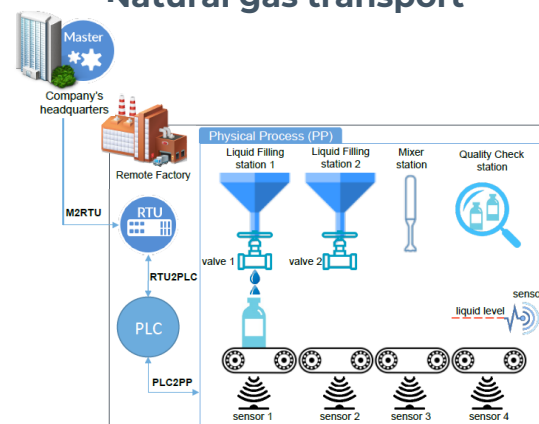 Natural gas transport
Master
Company's
headquarters
Remote Factory
Physical Process (PP)
Liquid Filling
station 1
Liquid Filling
station 2
Mixer
station
Quality Check
station
M2RTU
RTU
valve 1
valve 2
RTU2PLC
liquid level
PLC
PLC2PP
sensor 1
sensor 2
sensor 3
sensor 4